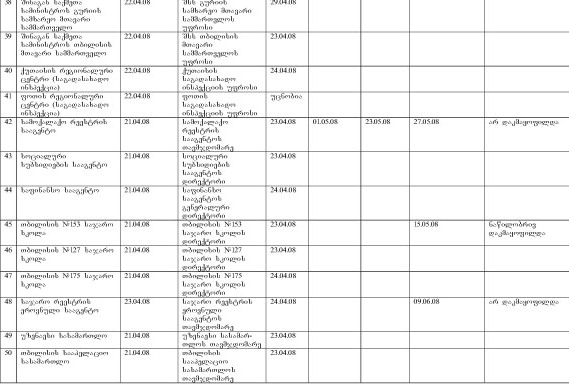 38 შინაგან საქმეთა 22.04.08 შსს გურიის 29.04.08
სამინისტროს გურიის სამხარეო მთავარი
სამხარეო მთავარი სამმართველოს
სამმართველო უფროსი
39 შინაგან საქმეთა 22.04.08 შსს თბილისის 23.04.08
სამინისტროს თბილისის მთავარი
მთავარი სამმართველო სამმართველოს
უფროსი
40 ქუთაისის რეგიონალური 22.04.08 ქუთაისის 24.04.08
ცენტრი (საგადასახადო საგადასახადო
ინსპექცია) ინსპექციის უფროსი
41 ფოთის რეგიონალური 22.04.08 ფოთის უცნობია
ცენტრი (საგადასახადო საგადასახადო
ინსპექცია) ინსპექციის უფროსი
42 სამოქალაქო რეესტრის 21.04.08 სამოქალაქო 23.04.08 01.05.08 23.05.08 27.05.08 არ დაკმაყოფილდა
სააგენტო რეესტრის
სააგენტოს
თავმჯდომარე
43 სოციალური 21.04.08 სოციალური 23.04.08
სუბსიდიების სააგენტო სუბსიდიების
სააგენტოს
დირექტორი
44 საფინანსო სააგენტო 21.04.08 საფინანსო 24.04.08
სააგენტოს
გენერალური
დირექტორი
45 თბილისის №153 საჯარო 21.04.08 თბილისის №153 23.04.08 15.05.08 ნაწილობრივ
სკოლა საჯარო სკოლის დაკმაყოფილდა
დირექტორი
46 თბილისის №127 საჯარო 21.04.08 თბილისის №127 23.04.08
სკოლა საჯარო სკოლის
დირექტორი
47 თბილისის №175 საჯარო 21.04.08 თბილისის №175 24.04.08
სკოლა საჯარო სკოლის
დირექტორი
48 საჯარო რეესტრის 23.04.08 საჯარო რეესტრის 24.04.08 09.06.08 არ დაკმაყოფილდა
ეროვნული სააგენტო ეროვნული
სააგენტოს
თავმჯდომარე
49 უზენაესი სასამართლო 21.04.08 უზენაესი სასამარ- 23.04.08
თლოს თავმჯდომარე
50 თბილისის სააპელაციო 21.04.08 თბილისის 23.04.08
სასამართლო სააპელაციო
სასამართლოს
თავმჯდომარე